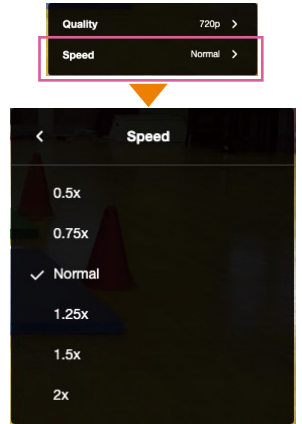 Quality 720p >
Speed Normal >
< Speed
0.5x
0.75x
✓ Normal
1.25x
1.5x
2x